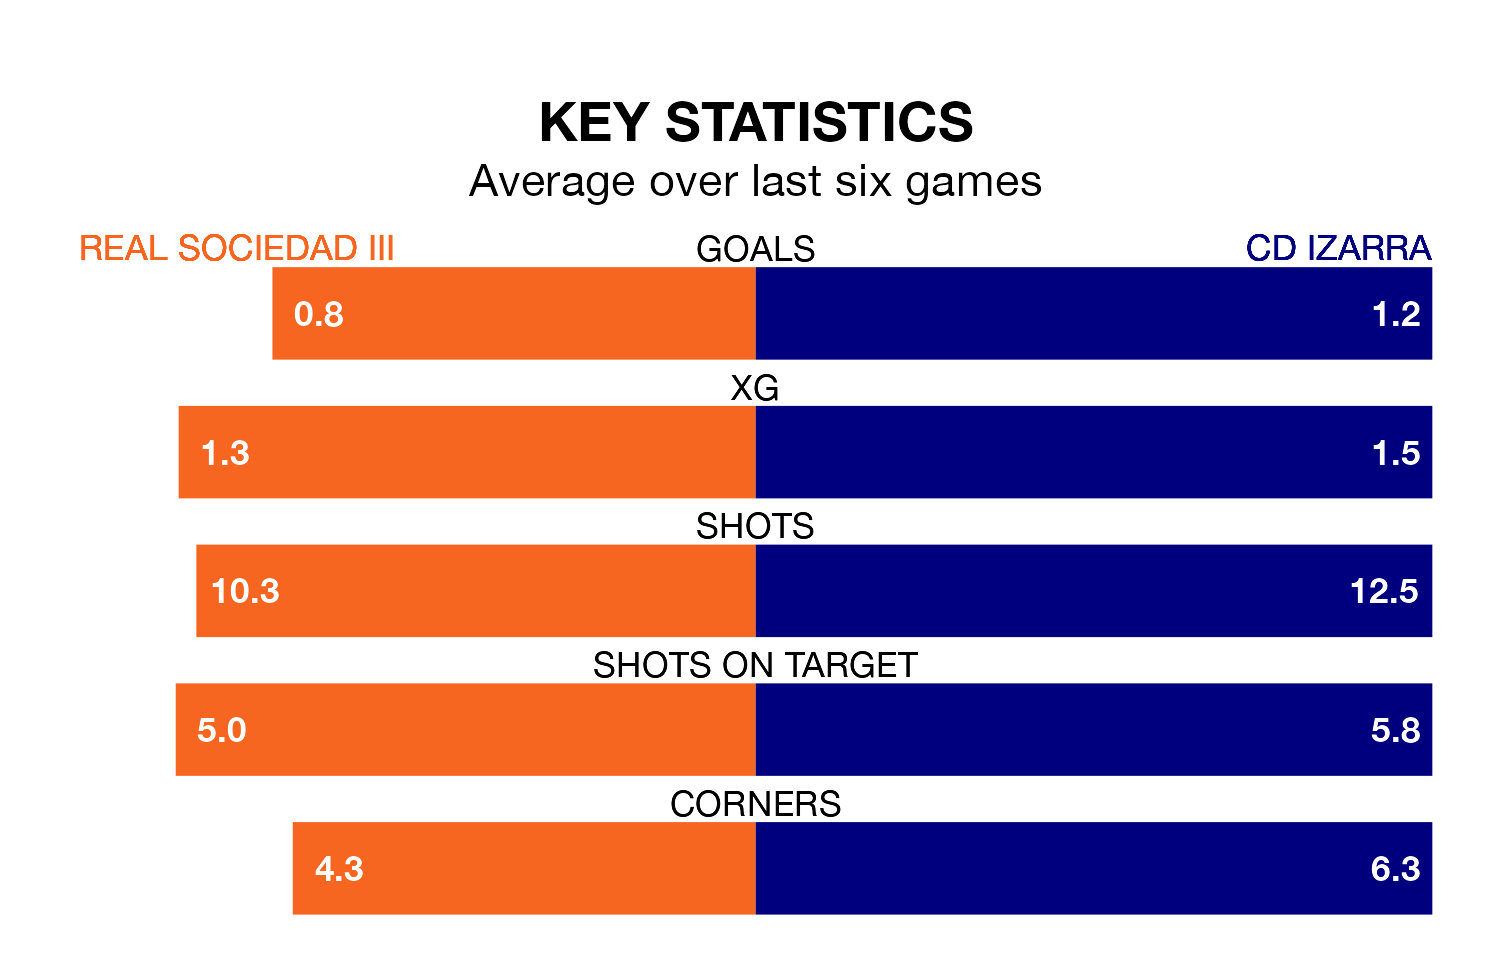 KEY STATISTICS
Average over last six games
REAL SOCIEDAD III GOALS CD IZARRA
0.8 1.2
XG
1.3 1.5
SHOTS
10.3 12.5
SHOTS ON TARGET
5.0 5.8
CORNERS
4.3 6.3